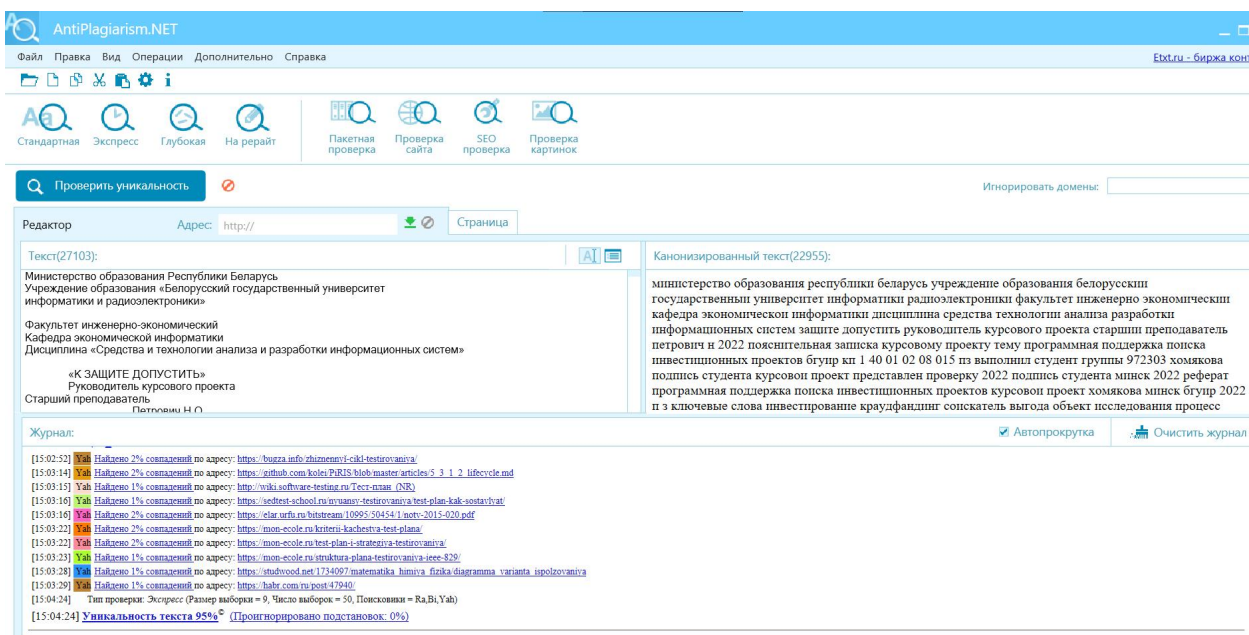 AntiPlagiarism.NET
Файл Правка Вид Операции Дополнительно Справка
Etxt.ru - биржа конт
Стандартная Экспресс Глубокая На рерайт Пакетная проверка Проверка сайта SEO проверка Проверка картинок
Проверить уникальность
Игнорировать домены:
Редактор Адрес: http:// Страница
Текст(27103):
Министерство образования Республики Беларусь
Учреждение образования «Белорусский государственный университет
информатики и радиоэлектроники»
Факультет инженерно-экономический
Кафедра экономической информатики
Дисциплина «Средства и технологии анализа и разработки информационных систем»
«К ЗАЩИТЕ ДОПУСТИТЬ»
Руководитель курсового проекта
Старший преподаватель
Петрович Н.О.
Канонизированный текст(22955):
министерство образования республики беларусь учреждение образования белорусскии
государственныи университет информатики радиоэлектроники факультет инженерно экономическии
кафедра экономическои информатики дисциплина средства технологии анализа разработки
информационных систем защите допустить руководитель курсового проекта старшии преподаватель
петрович н 2022 пояснительная записка курсовому проекту тему программная поддержка поиска
инвестиционных проектов бгуир кп 1 40 01 02 08 015 пз выполнил студент группы 972303 хомякова
подпись студента курсовои проект представлен проверку 2022 подпись студента минск 2022 реферат
программная поддержка поиска инвестиционных проектов курсовои проект хомякова минск бгуир 2022
п з ключевые слова инвестирование краудфандинг соискатель выгода объект исследования процесс
Журнал:
Автопрокрутка
Очистить журнал
[15:02:52] Yah Найдено 2% совпадений по адресу: https://bugza.info/zhiznennyi-cikl-testirovaniya/
[15:03:14] Yah Найдено 2% совпадений по адресу: https://github.com/kolei/PiRIS/blob/master/articles/5_3_1_2_lifecycle.md
[15:03:15] Yah Найдено 1% совпадений по адресу: http://wiki.software-testing.ru/Тест-план_(NR)
[15:03:16] Yah Найдено 1% совпадений по адресу: https://sedtest-school.ru/nyuansy-testirovaniya/test-plan-kak-sostavlyat/
[15:03:16] Yah Найдено 2% совпадений по адресу: https://elar.urfu.ru/bitstream/10995/50454/1/notv-2015-020.pdf
[15:03:22] Yah Найдено 2% совпадений по адресу: https://mon-ecole.ru/kriterii-kachestva-test-plana/
[15:03:22] Yah Найдено 2% совпадений по адресу: https://mon-ecole.ru/test-plan-i-strategiya-testirovaniya/
[15:03:23] Yah Найдено 1% совпадений по адресу: https://mon-ecole.ru/struktura-plana-testirovaniya-ieee-829/
[15:03:28] Yah Найдено 1% совпадений по адресу: https://studwood.net/1734097/matematika_himiya_fizika/diagramma_varianta_ispolzovaniya
[15:03:29] Yah Найдено 1% совпадений по адресу: https://habr.com/ru/post/47940/
[15:04:24] Тип проверки: Экспресс (Размер выборки = 9, Число выборок = 50, Поисковики = Ra,Bi,Yah)
[15:04:24] Уникальность текста 95%© (Проигнорировано подстановок: 0%)